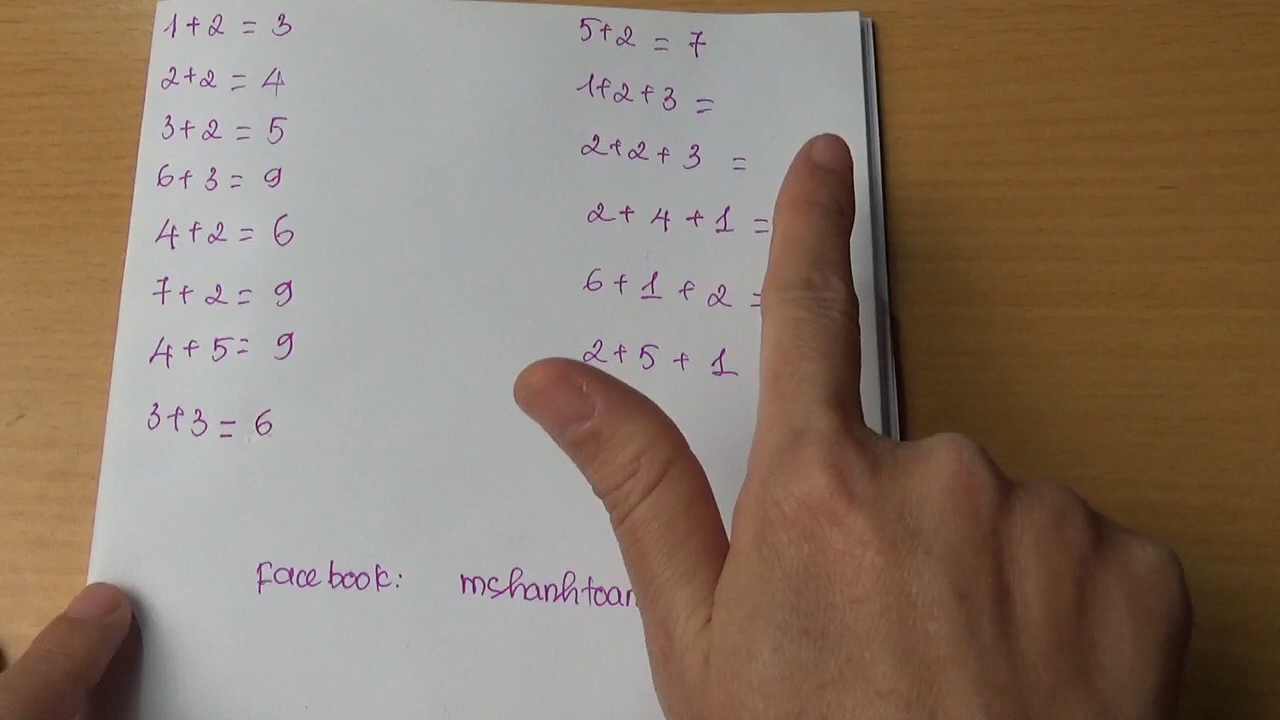 1+2 = 3
2+2 = 4
3+2 = 5
6+3 = 9
4+2 = 6
7+2 = 9
4+5 = 9
3+3 = 6
5+2 = 7
1+2+3 =
2+2+3 =
2+4+1 =
6+1+2 =
2+5+1
Facebook: mshanhtoan